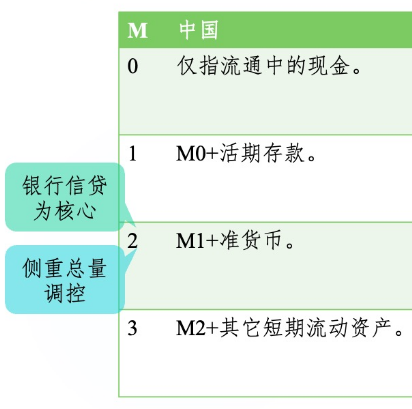 M 中国
0 仅指流通中的现金。
1 M0+活期存款。
银行信贷
为核心
2 M1+准货币。
侧重总量
调控
3 M2+其它短期流动资产。